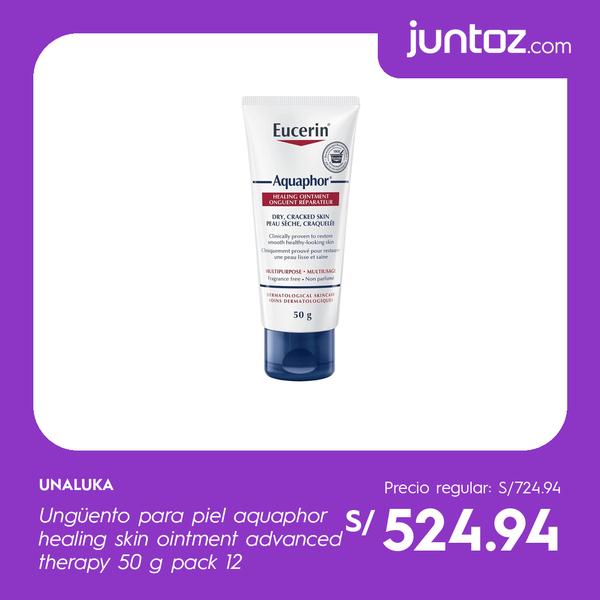 juntoz.com
Eucerin®
Aquaphor®
HEALING OINTMENT
ONGUENT RÉPARATEUR
DRY, CRACKED SKIN
PEAU SÈCHE, CRAQUELÉE
Clinically proven to restore
smooth healthy-looking skin
Cliniquement prouvé pour restaurer
une peau lisse et saine
MULTIPURPOSE • MULTIUSAGE
Fragrance free • Non parfumé
DERMATOLOGICAL SKINCARE
SOINS DERMATOLOGIQUES
50 g
UNALUKA
Precio regular: S/724.94
Ungüento para piel aquaphor
healing skin ointment advanced
therapy 50 g pack 12
S/ 524.94